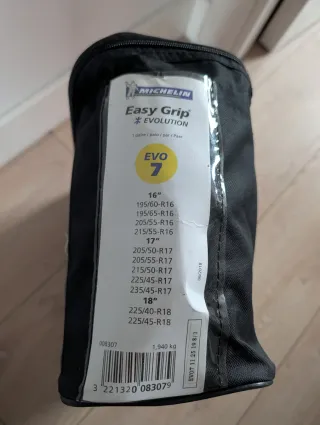 MICHELIN
Easy Grip
EVOLUTION
EVO
7
16"
195/60-R16
195/65-R16
205/55-R16
215/55-R16
17"
205/50-R17
205/55-R17
215/50-R17
225/45-R17
235/45-R17
18"
225/40-R18
225/45-R18
008307
1,940 kg
3 221320 083079